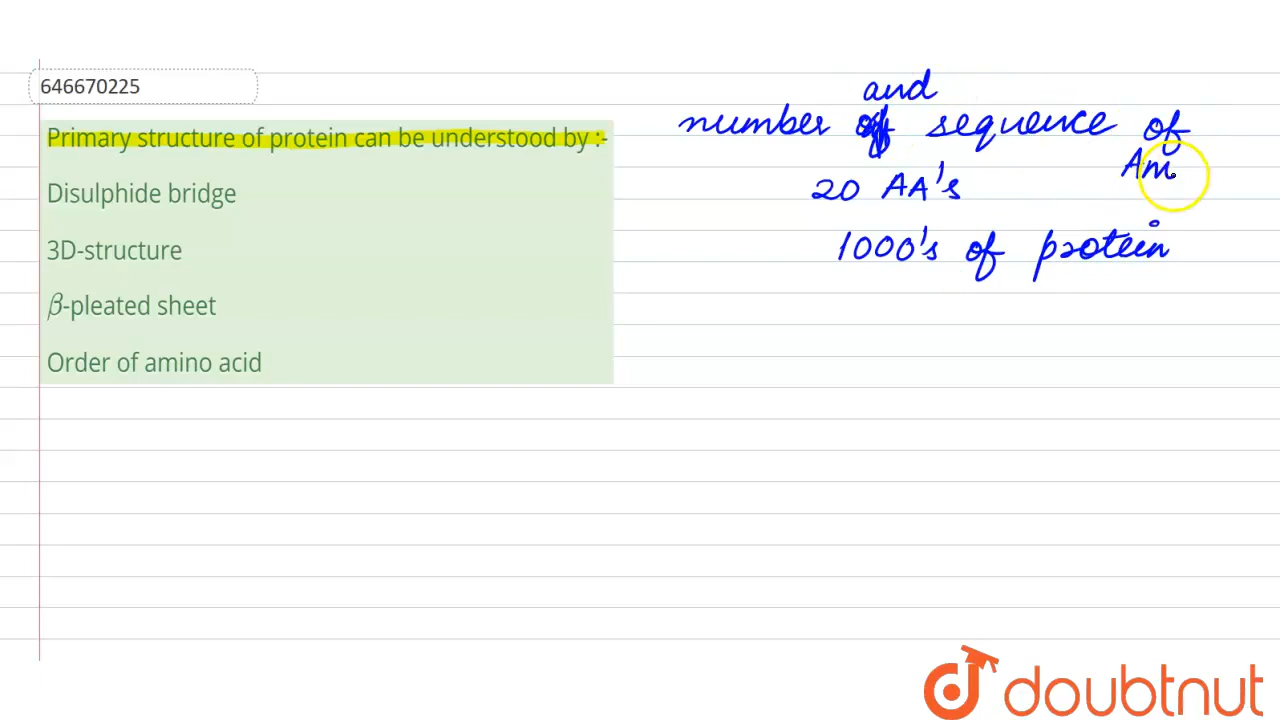 646670225
Primary structure of protein can be understood by :-
Disulphide bridge
3D-structure
β-pleated sheet
Order of amino acid
and
number sequence of
Am
20 AA's
1000's of protein
doubtnut